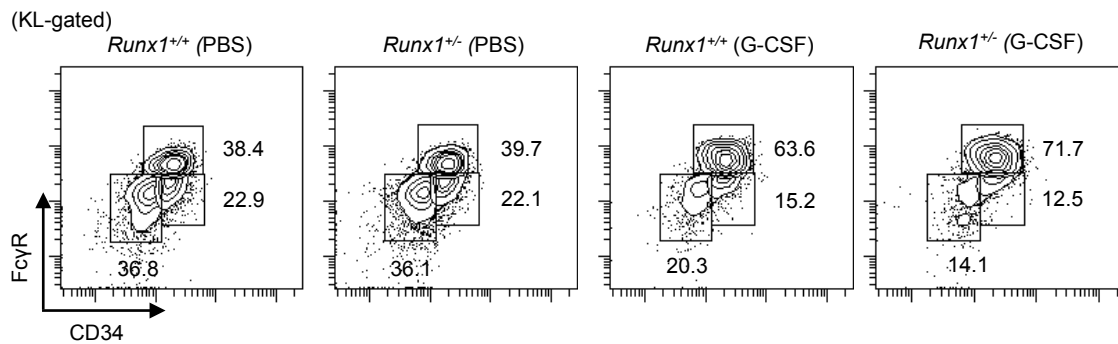 (KL-gated)
Runx1+/+ (PBS)
Runx1+/- (PBS)
Runx1+/+ (G-CSF)
Runx1+/- (G-CSF)
38.4
22.9
36.8
39.7
22.1
36.1
63.6
15.2
20.3
71.7
12.5
14.1
FcγR
CD34